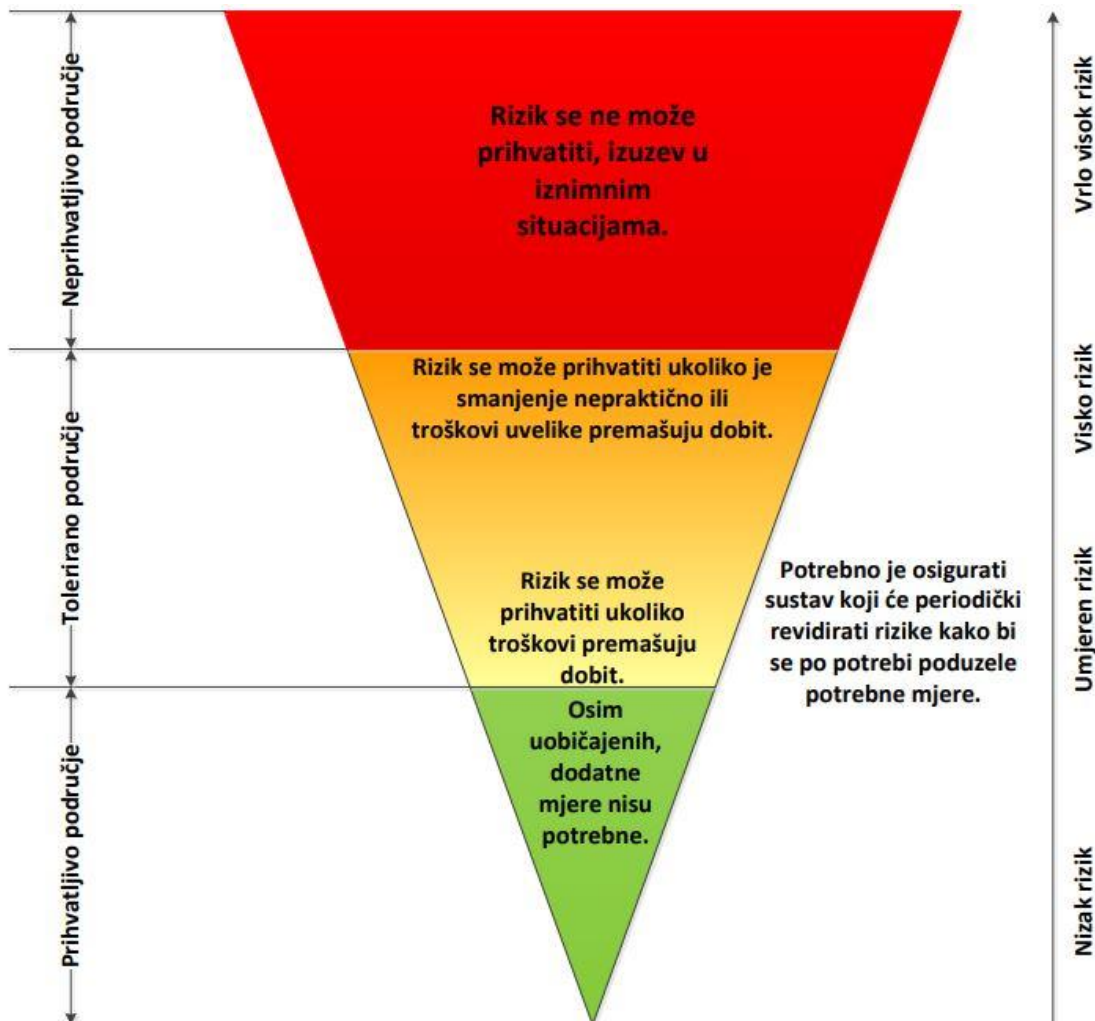 Neprihvatljivo područje
Tolerirano područje
Prihvatljivo područje
Rizik se ne može
prihvatiti, izuzev u
iznimnim
situacijama.
Rizik se može prihvatiti ukoliko je
smanjenje nepraktično ili
troškovi uvelike premašuju dobit.
Rizik se može
prihvatiti ukoliko
troškovi premašuju
dobit.
Osim
uobičajenih,
dodatne
mjere nisu
potrebne.
Potrebno je osigurati
sustav koji će periodički
revidirati rizike kako bi
se po potrebi poduzele
potrebne mjere.
Vrlo visok rizik
Visko rizik
Umjeren rizik
Nizak rizik